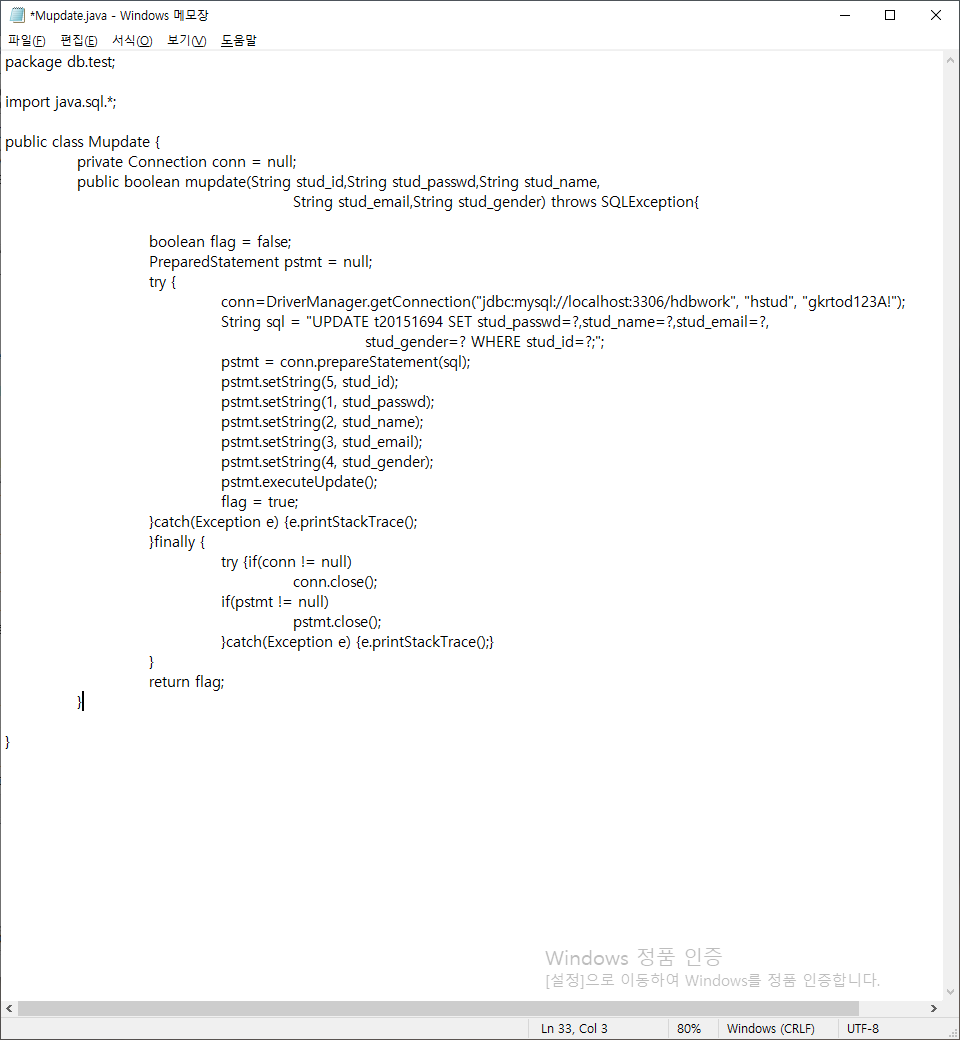 *Mupdate.java - Windows 메모장
파일(F) 편집(E) 서식(O) 보기(V) 도움말
package db.test;
import java.sql.*;
public class Mupdate {
private Connection conn = null;
public boolean mupdate(String stud_id,String stud_passwd,String stud_name,
String stud_email,String stud_gender) throws SQLException{
boolean flag = false;
PreparedStatement pstmt = null;
try {
conn=DriverManager.getConnection("jdbc:mysql://localhost:3306/hdbwork", "hstud", "gkrtod123A!");
String sql = "UPDATE t20151694 SET stud_passwd=?,stud_name=?,stud_email=?,
stud_gender=? WHERE stud_id=?;";
pstmt = conn.prepareStatement(sql);
pstmt.setString(5, stud_id);
pstmt.setString(1, stud_passwd);
pstmt.setString(2, stud_name);
pstmt.setString(3, stud_email);
pstmt.setString(4, stud_gender);
pstmt.executeUpdate();
flag = true;
}catch(Exception e) {e.printStackTrace();
}finally {
try {if(conn != null)
conn.close();
if(pstmt != null)
pstmt.close();
}catch(Exception e) {e.printStackTrace();}
}
return flag;
}
}
Windows 정품 인증
[설정]으로 이동하여 Windows를 정품 인증합니다.
Ln 33, Col 3 80% Windows (CRLF) UTF-8